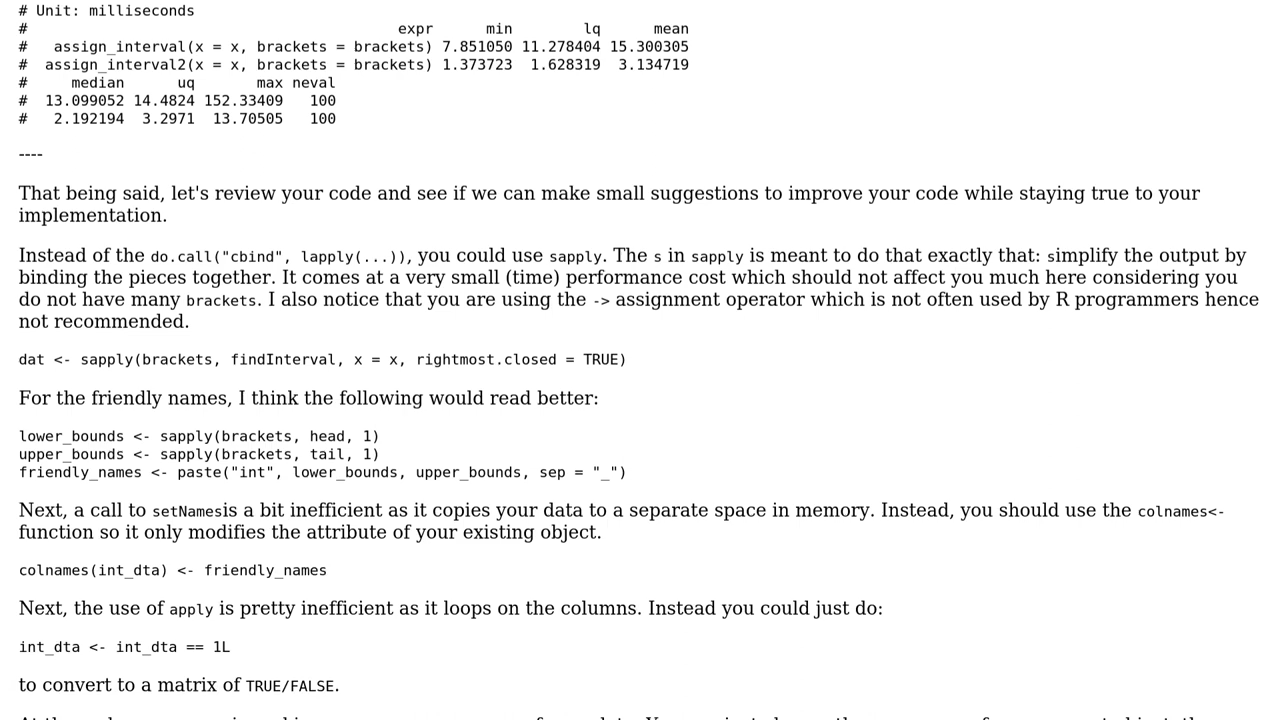 # Unit: milliseconds
#                                           expr      min        lq      mean
#   assign_interval(x = x, brackets = brackets) 7.851050 11.278404 15.300305
#  assign_interval2(x = x, brackets = brackets) 1.373723  1.628319  3.134719
#     median      uq       max neval
#  13.099052 14.4824 152.33409   100
#   2.192194  3.2971  13.70505   100
----
That being said, let's review your code and see if we can make small suggestions to improve your code while staying true to your
implementation.
Instead of the do.call("cbind", lapply(...)), you could use sapply. The s in sapply is meant to do that exactly that: simplify the output by
binding the pieces together. It comes at a very small (time) performance cost which should not affect you much here considering you
do not have many brackets. I also notice that you are using the -> assignment operator which is not often used by R programmers hence
not recommended.
dat <- sapply(brackets, findInterval, x = x, rightmost.closed = TRUE)
For the friendly names, I think the following would read better:
lower_bounds <- sapply(brackets, head, 1)
upper_bounds <- sapply(brackets, tail, 1)
friendly_names <- paste("int", lower_bounds, upper_bounds, sep = "_")
Next, a call to setNamesis a bit inefficient as it copies your data to a separate space in memory. Instead, you should use the colnames<-
function so it only modifies the attribute of your existing object.
colnames(int_dta) <- friendly_names
Next, the use of apply is pretty inefficient as it loops on the columns. Instead you could just do:
int_dta <- int_dta == 1L
to convert to a matrix of TRUE/FALSE.